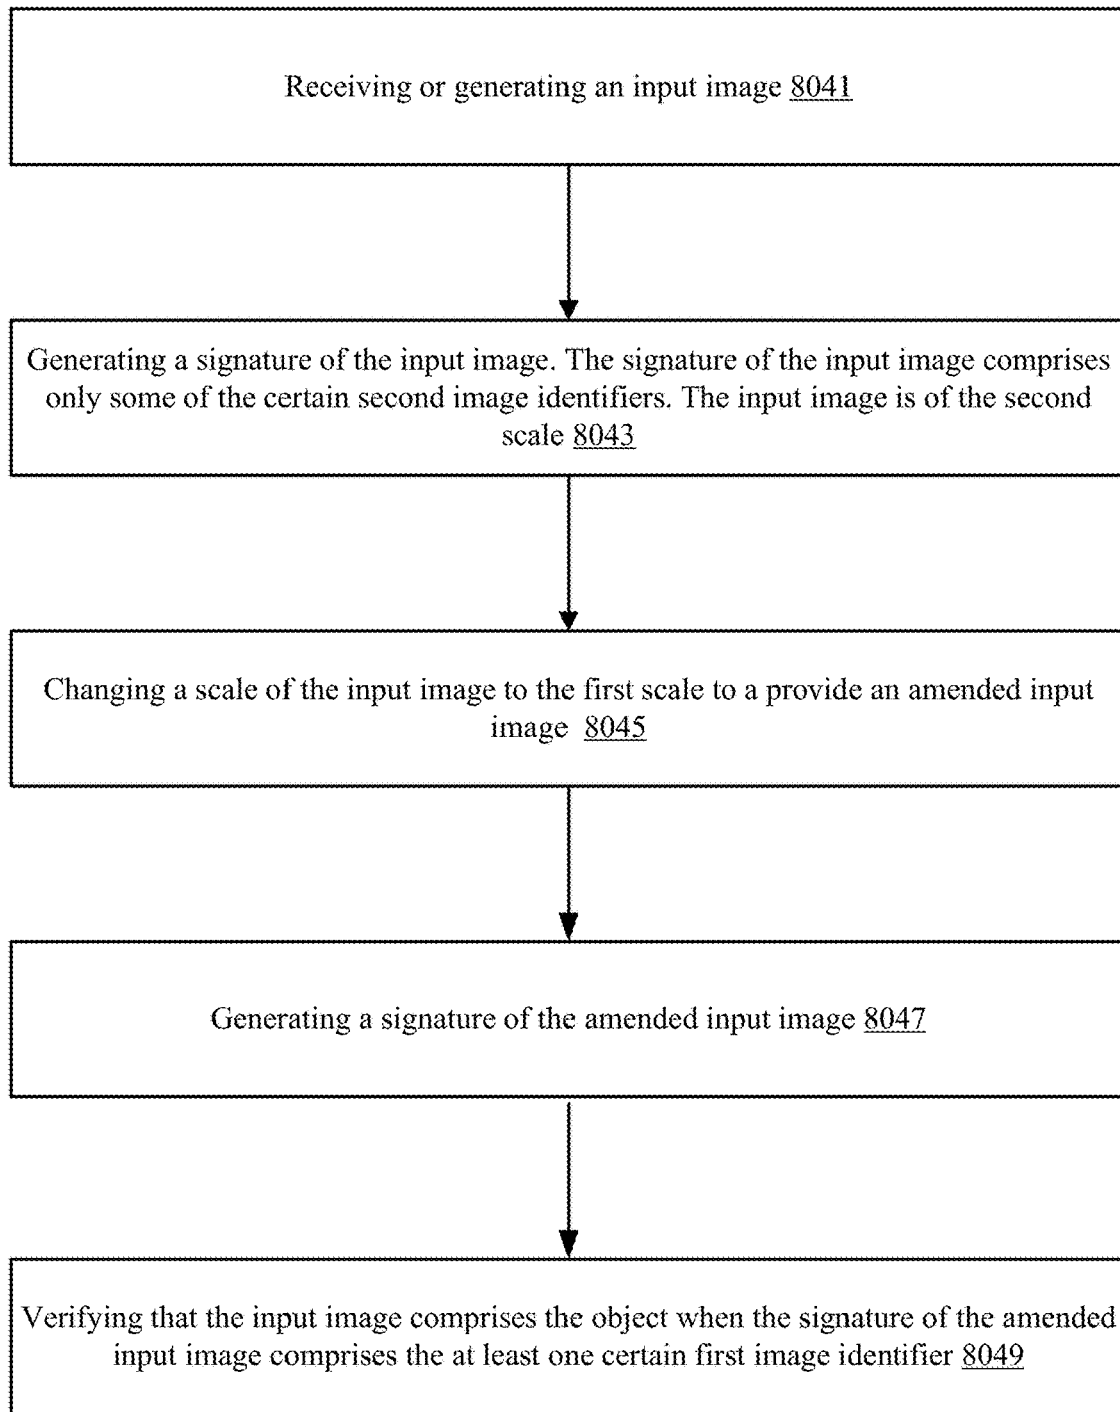 Receiving or generating an input image 8041
Generating a signature of the input image. The signature of the input image comprises
only some of the certain second image identifiers. The input image is of the second
scale 8043
Changing a scale of the input image to the first scale to a provide an amended input
image 8045
Generating a signature of the amended input image 8047
Verifying that the input image comprises the object when the signature of the amended
input image comprises the at least one certain first image identifier 8049